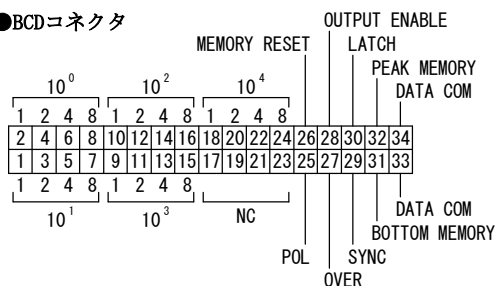 ●BCDコネクタ
OUTPUT ENABLE
MEMORY RESET
LATCH
PEAK MEMORY
DATA COM
10⁰ 10² 10⁴
1 2 4 8 1 2 4 8 1 2 4 8
2 4 6 8 10 12 14 16 18 20 22 24 26 28 30 32 34
1 3 5 7 9 11 13 15 17 19 21 23 25 27 29 31 33
1 2 4 8 1 2 4 8
10¹ 10³ NC
DATA COM
BOTTOM MEMORY
POL
SYNC
OVER